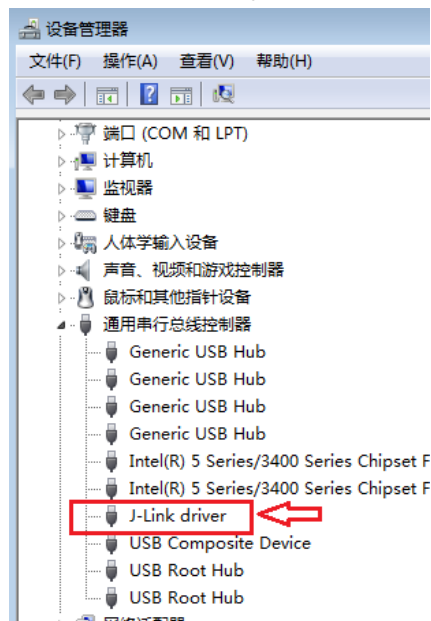 设备管理器
文件(F) 操作(A) 查看(V) 帮助(H)
端口 (COM 和 LPT)
计算机
监视器
键盘
人体学输入设备
声音、视频和游戏控制器
鼠标和其他指针设备
通用串行总线控制器
Generic USB Hub
Generic USB Hub
Generic USB Hub
Generic USB Hub
Intel(R) 5 Series/3400 Series Chipset F
Intel(R) 5 Series/3400 Series Chipset F
J-Link driver
USB Composite Device
USB Root Hub
USB Root Hub